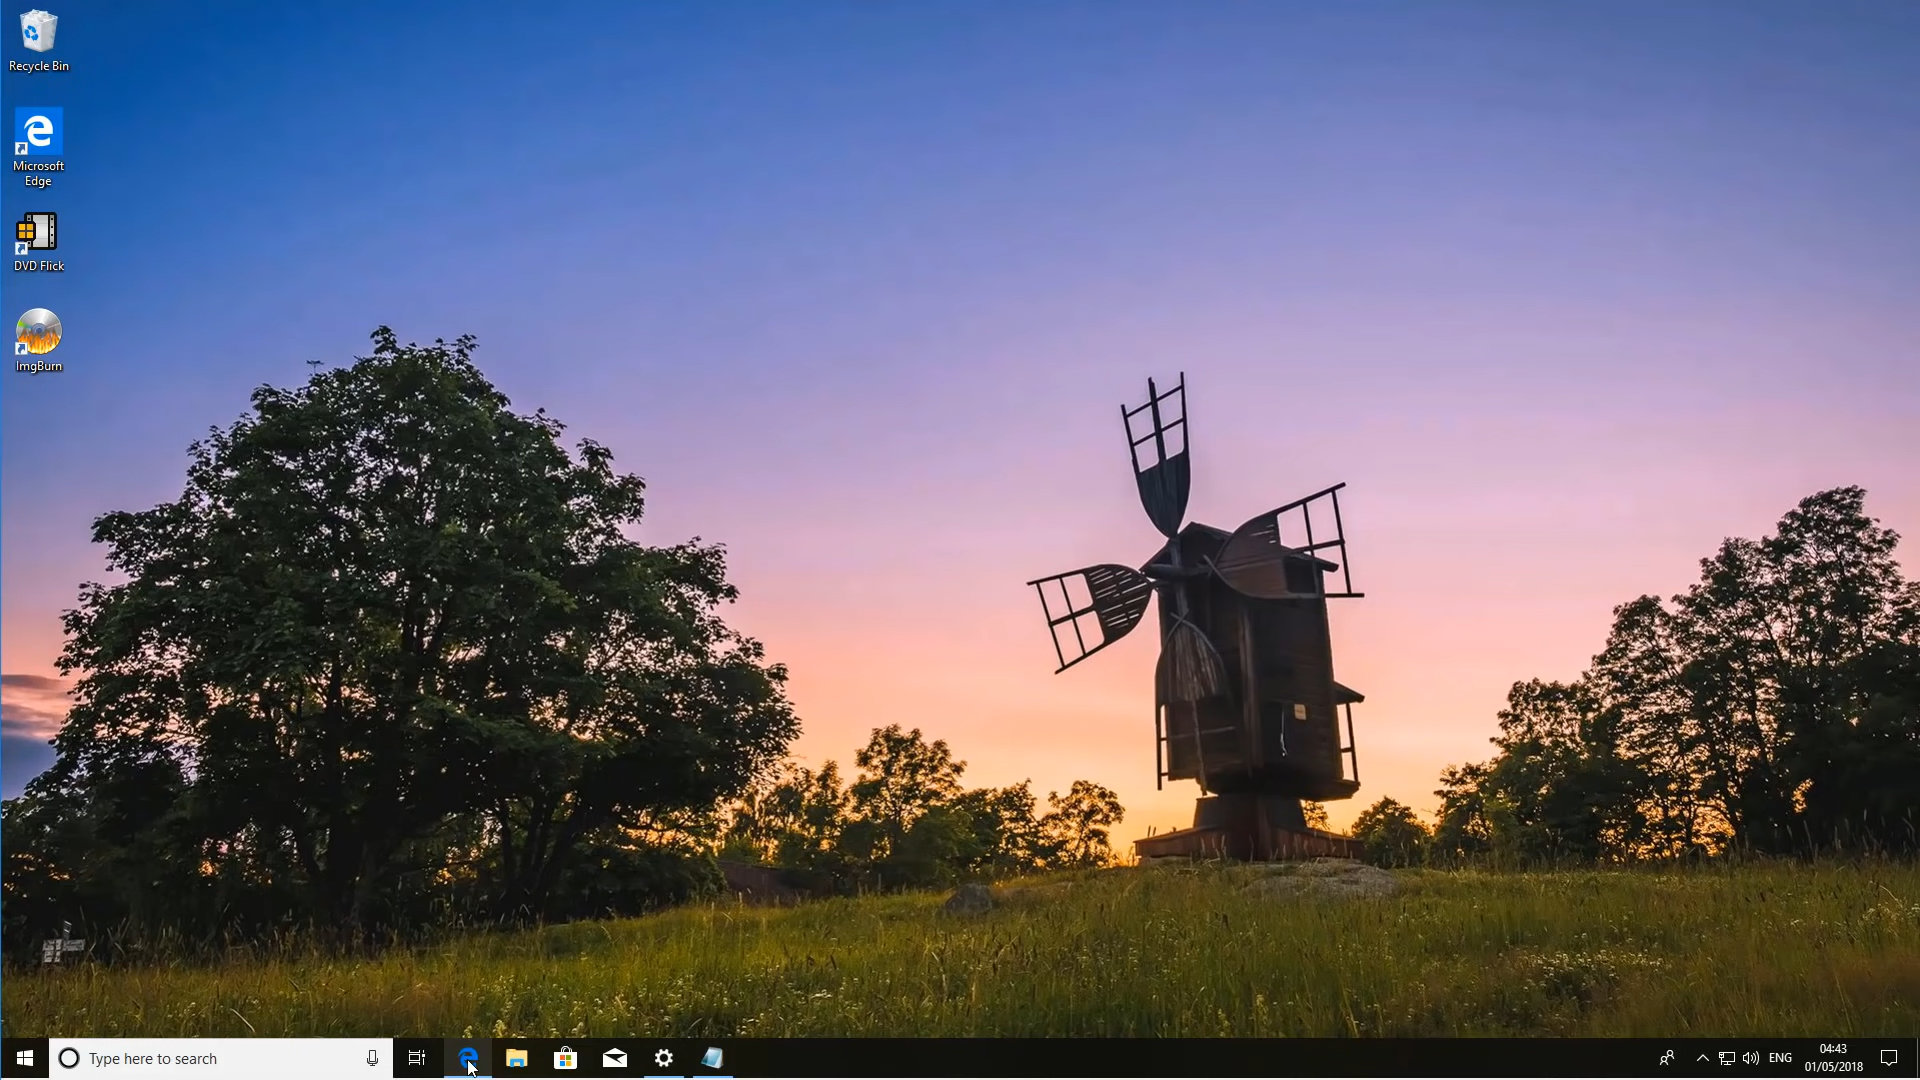 Recycle Bin
Microsoft
Edge
DVD Flick
ImgBurn
Type here to search
ENG
04:43
01/05/2018